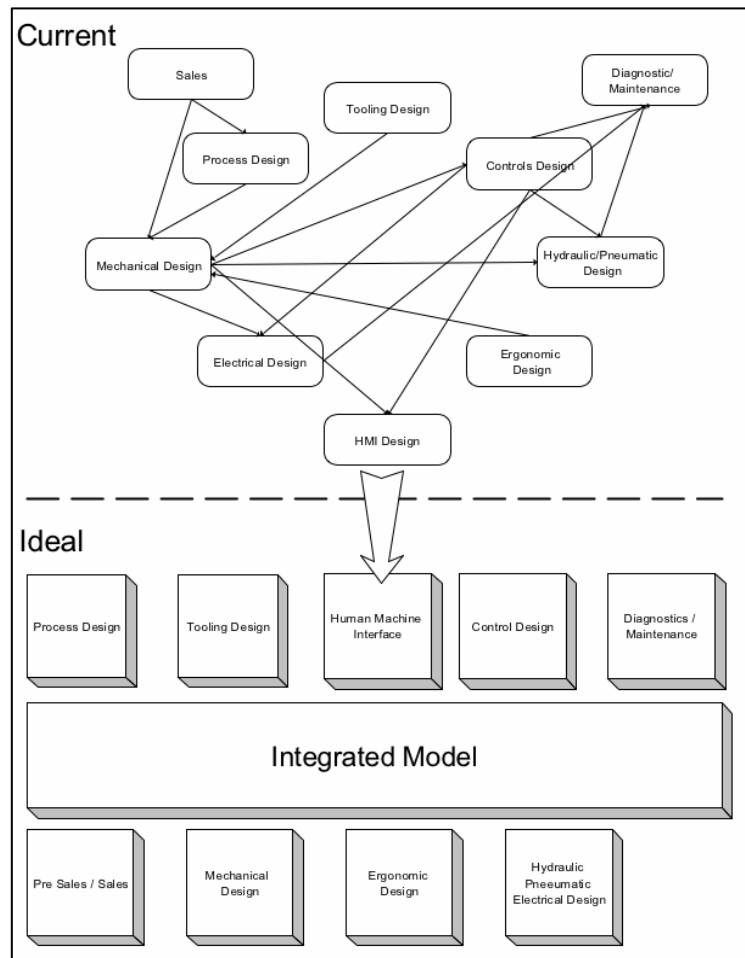 Current
Sales
Diagnostic/
Maintenance
Tooling Design
Process Design
Controls Design
Mechanical Design
Hydraulic/Pneumatic
Design
Electrical Design
Ergonomic
Design
HMI Design
Ideal
Process Design
Tooling Design
Human Machine
Interface
Control Design
Diagnostics /
Maintenance
Integrated Model
Pre Sales / Sales
Mechanical
Design
Ergonomic
Design
Hydraulic
Pneeumatic
Electrical Design